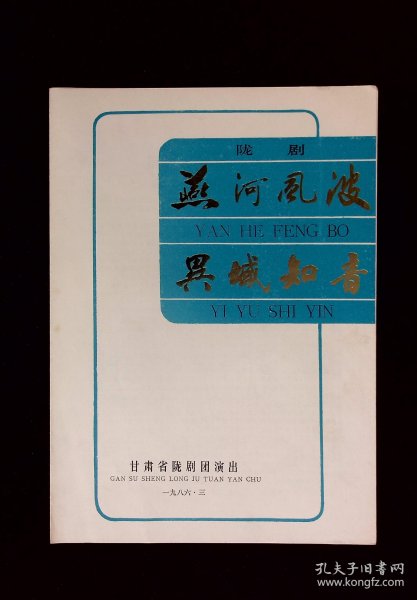 陇 剧
燕河风波
YAN HE FENG BO
異域知音
YI YU SHI YIN
甘肃省陇剧团演出
GAN SU SHENG LONG JU TUAN YAN CHU
一九八六·三
孔夫子旧书网
www.kongfz.com